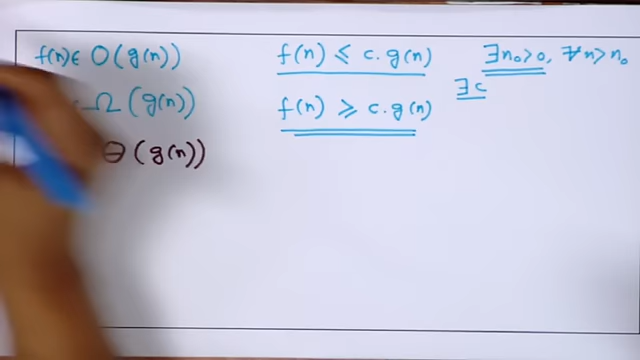 f(n) ∈ O(g(n)) f(n) ≤ c.g(n) ∃n₀>0, ∀n>n₀
∃c
Ω(g(n)) f(n) ≥ c.g(n)
Θ(g(n))